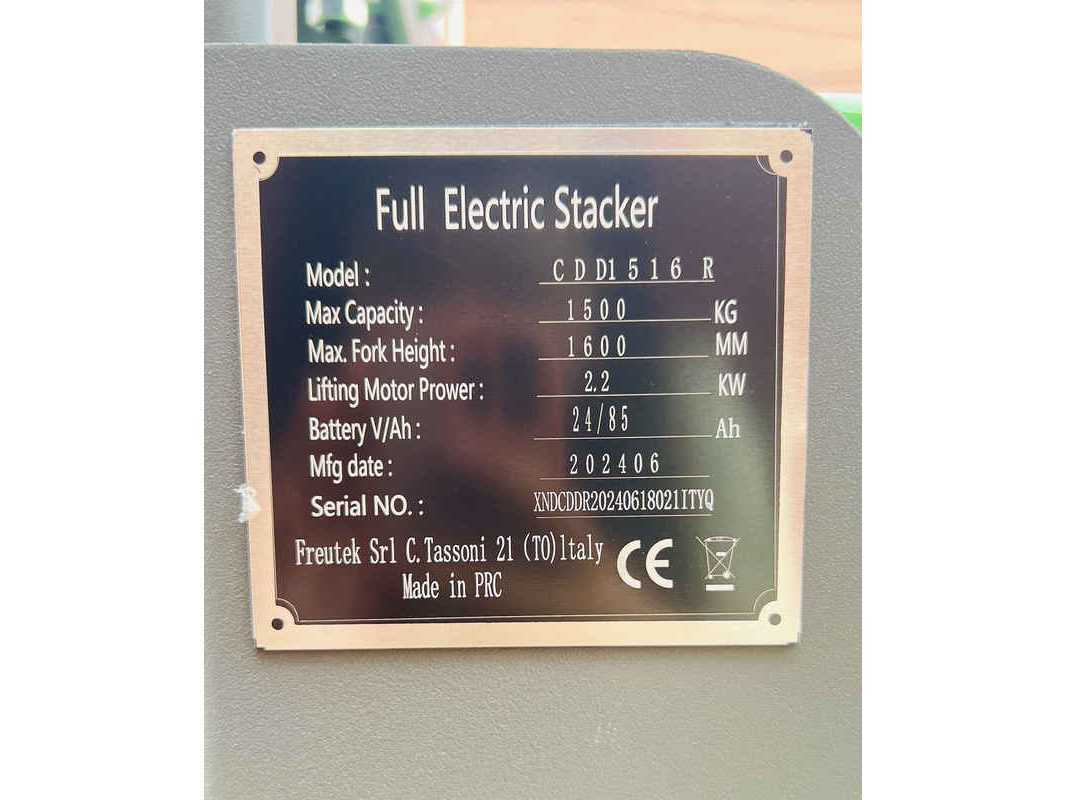 Full Electric Stacker
Model : CDD1516 R
Max Capacity : 1500 KG
Max. Fork Height : 1600 MM
Lifting Motor Prower : 2.2 KW
Battery V/Ah : 24/85 Ah
Mfg date : 202406
Serial NO. : XNDCDDR20240618021ITYQ
Freutek Srl C.Tassoni 21 (TO)ltaly
Made in PRC
CE